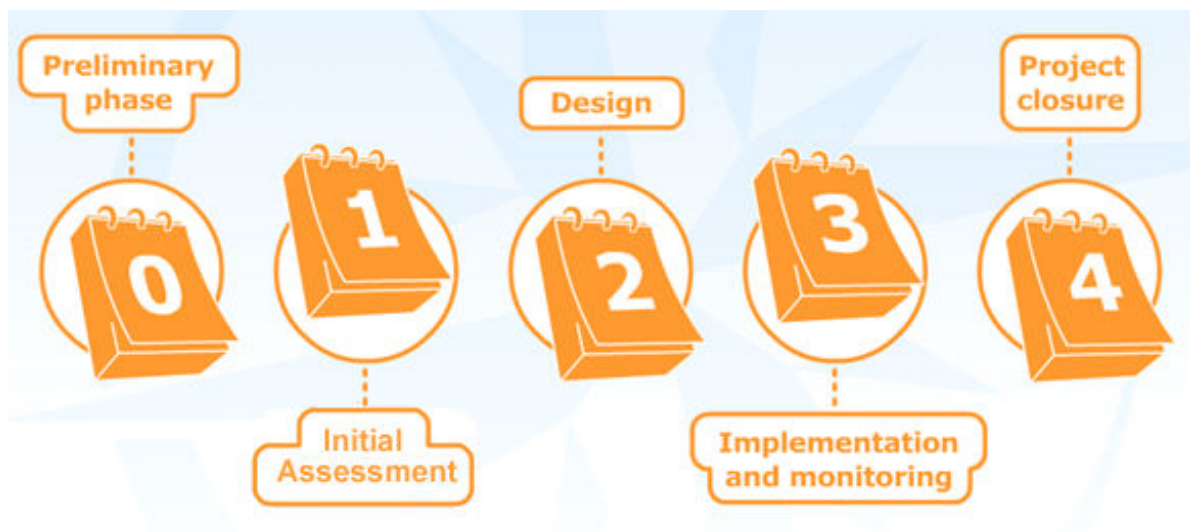 Preliminary
phase
0
1
Initial
Assessment
Design
2
3
Implementation
and monitoring
Project
closure
4